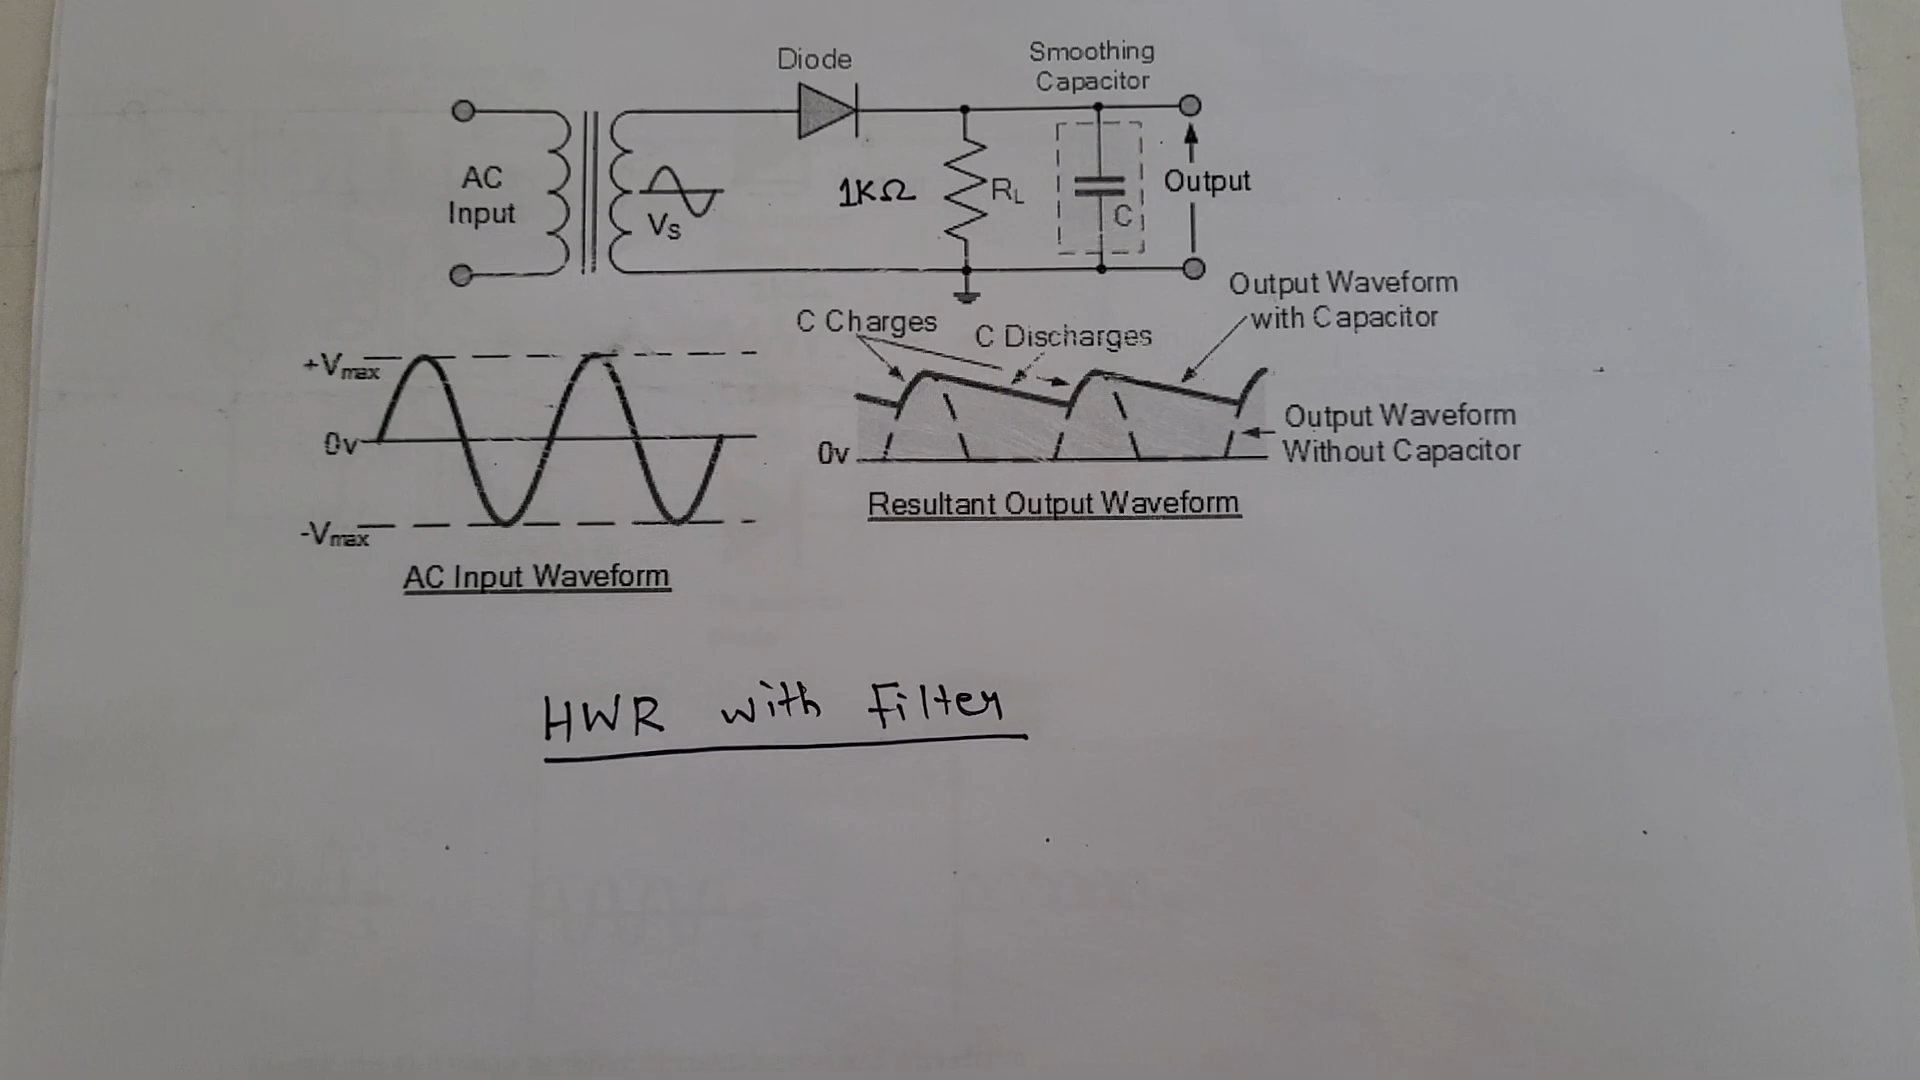 Diode
Smoothing
Capacitor
AC
Input
Vs
1KΩ
RL
C
Output
Output Waveform
with Capacitor
C Charges
C Discharges
+Vmax
0v
-Vmax
AC Input Waveform
0v
Output Waveform
Without Capacitor
Resultant Output Waveform
HWR with Filter